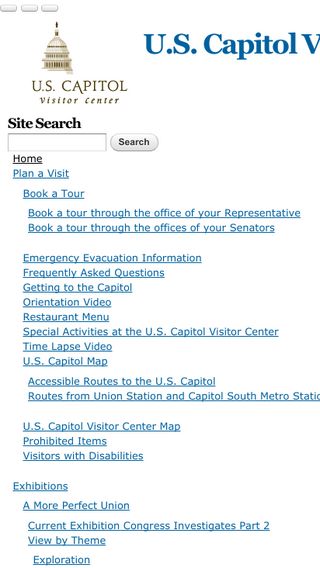 U.S. Capitol V
U.S. CAPITOL
Visitor Center
Site Search
Search
Home
Plan a Visit
Book a Tour
Book a tour through the office of your Representative
Book a tour through the offices of your Senators
Emergency Evacuation Information
Frequently Asked Questions
Getting to the Capitol
Orientation Video
Restaurant Menu
Special Activities at the U.S. Capitol Visitor Center
Time Lapse Video
U.S. Capitol Map
Accessible Routes to the U.S. Capitol
Routes from Union Station and Capitol South Metro Static
U.S. Capitol Visitor Center Map
Prohibited Items
Visitors with Disabilities
Exhibitions
A More Perfect Union
Current Exhibition Congress Investigates Part 2
View by Theme
Exploration